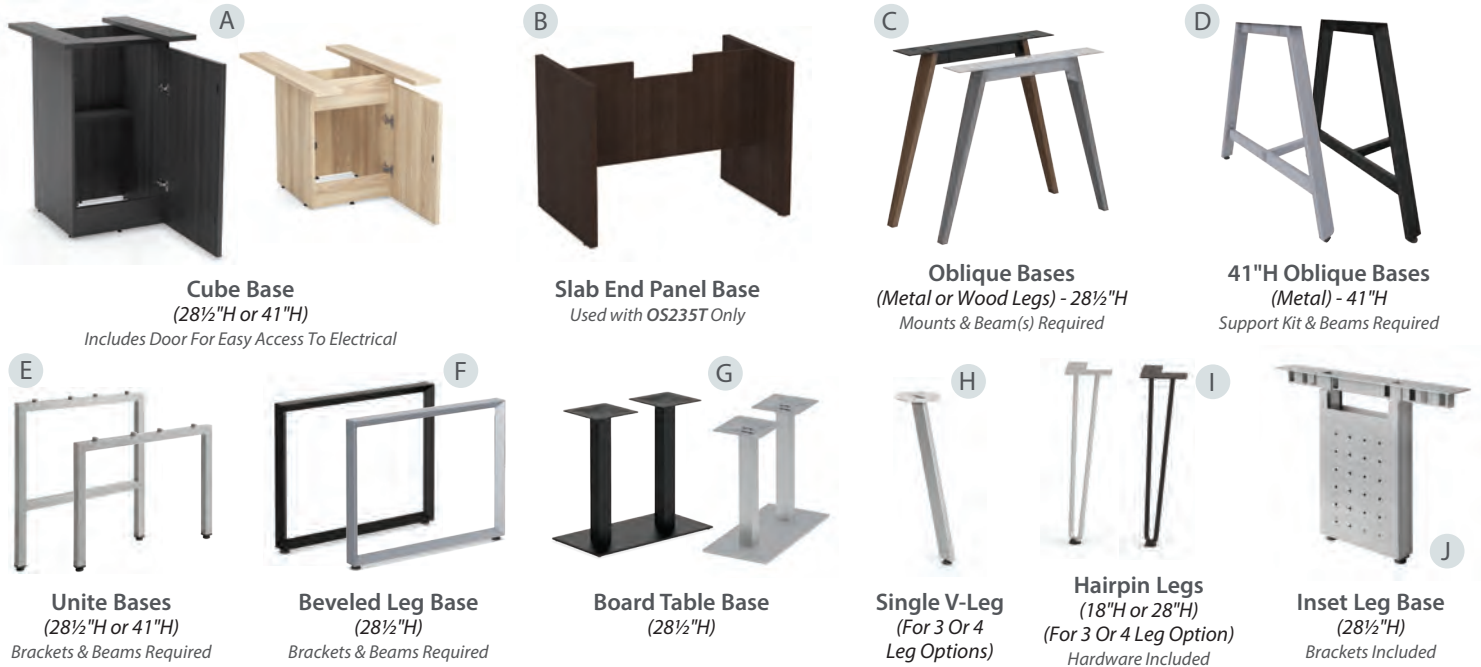 A
Cube Base
(28½"H or 41"H)
Includes Door For Easy Access To Electrical
B
Slab End Panel Base
Used with OS235T Only
C
Oblique Bases
(Metal or Wood Legs) - 28½"H
Mounts & Beam(s) Required
D
41"H Oblique Bases
(Metal) - 41"H
Support Kit & Beams Required
E
Unite Bases
(28½"H or 41"H)
Brackets & Beams Required
F
Beveled Leg Base
(28½"H)
Brackets & Beams Required
G
Board Table Base
(28½"H)
H
Single V-Leg
(For 3 Or 4
Leg Options)
I
Hairpin Legs
(18"H or 28"H)
(For 3 Or 4 Leg Option)
Hardware Included
J
Inset Leg Base
(28½"H)
Brackets Included